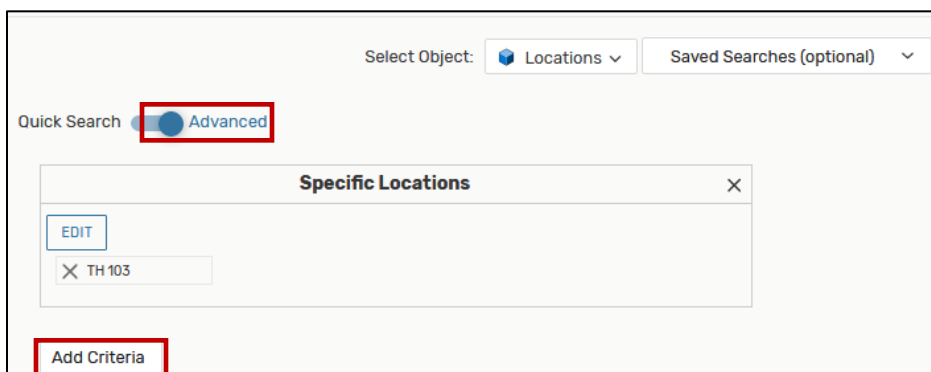 Select Object: Locations Saved Searches (optional)
Quick Search Advanced
Specific Locations
EDIT
TH 103
Add Criteria